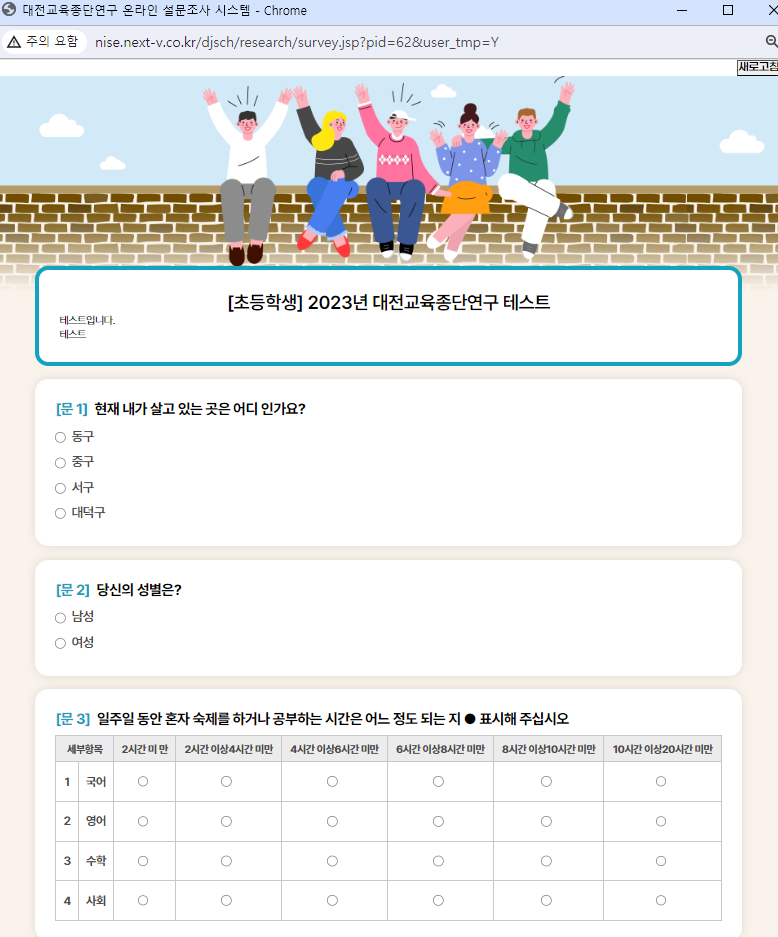 대전교육종단연구 온라인 설문조사 시스템 - Chrome
주의 요함 nise.next-v.co.kr/djsch/research/survey.jsp?pid=62&user_tmp=Y
새로고침
[초등학생] 2023년 대전교육종단연구 테스트
테스트입니다.
테스트
[문 1] 현재 내가 살고 있는 곳은 어디 인가요?
동구
중구
서구
대덕구
[문 2] 당신의 성별은?
남성
여성
[문 3] 일주일 동안 혼자 숙제를 하거나 공부하는 시간은 어느 정도 되는 지 ● 표시해 주십시오
세부항목 2시간 미 만 2시간 이상4시간 미만 4시간 이상6시간 미만 6시간 이상8시간 미만 8시간 이상10시간 미만 10시간 이상20시간 미만
1 국어
2 영어
3 수학
4 사회